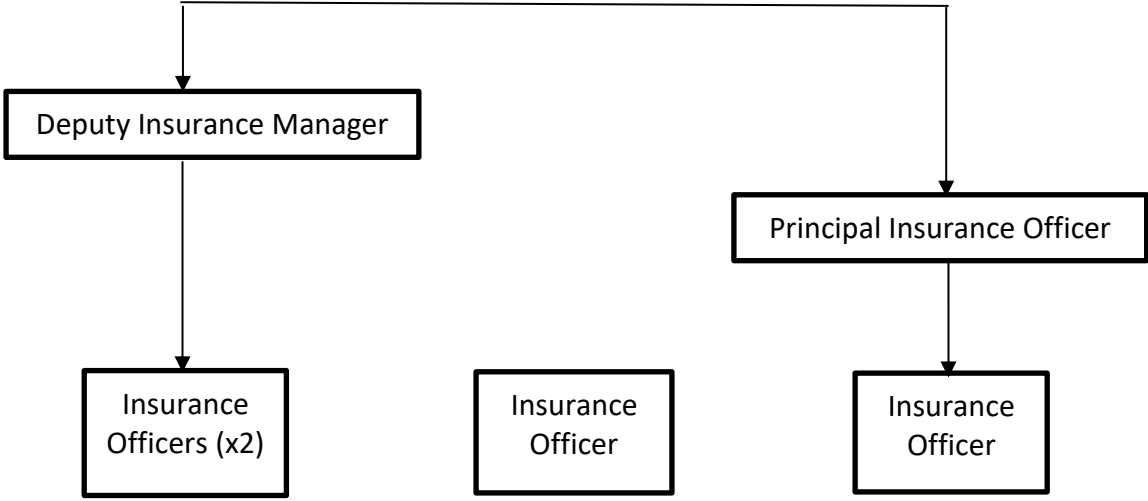 Deputy Insurance Manager
Principal Insurance Officer
Insurance
Officers (x2)
Insurance
Officer
Insurance
Officer